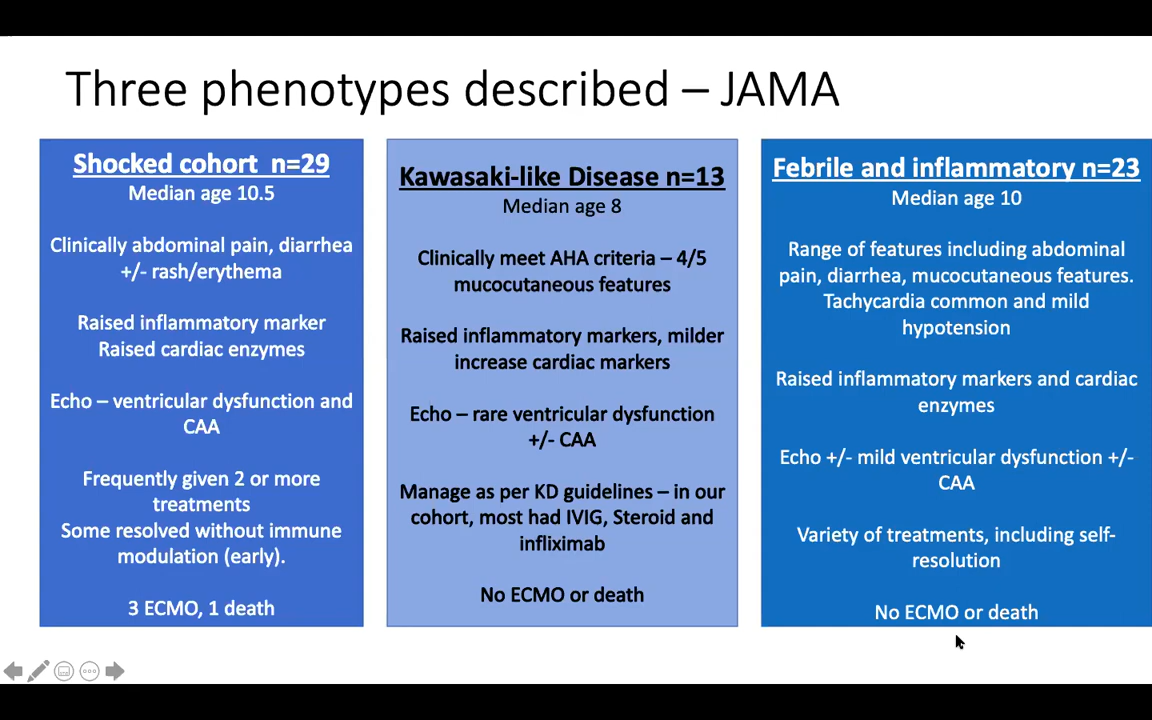 Three phenotypes described – JAMA
Shocked cohort n=29
Median age 10.5
Clinically abdominal pain, diarrhea
+/- rash/erythema
Raised inflammatory marker
Raised cardiac enzymes
Echo – ventricular dysfunction and
CAA
Frequently given 2 or more
treatments
Some resolved without immune
modulation (early).
3 ECMO, 1 death
Kawasaki-like Disease n=13
Median age 8
Clinically meet AHA criteria – 4/5
mucocutaneous features
Raised inflammatory markers, milder
increase cardiac markers
Echo – rare ventricular dysfunction
+/- CAA
Manage as per KD guidelines – in our
cohort, most had IVIG, Steroid and
infliximab
No ECMO or death
Febrile and inflammatory n=23
Median age 10
Range of features including abdominal
pain, diarrhea, mucocutaneous features.
Tachycardia common and mild
hypotension
Raised inflammatory markers and cardiac
enzymes
Echo +/- mild ventricular dysfunction +/-
CAA
Variety of treatments, including self-
resolution
No ECMO or death